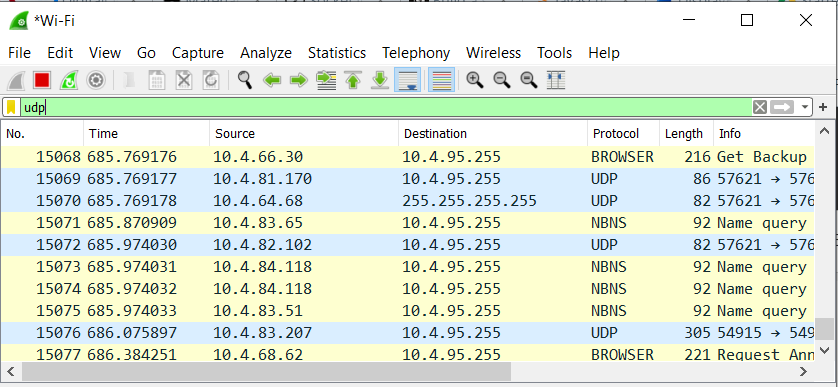 *Wi-Fi
File Edit View Go Capture Analyze Statistics Telephony Wireless Tools Help
udp
No. Time Source Destination Protocol Length Info
15068 685.769176 10.4.66.30 10.4.95.255 BROWSER 216 Get Backup
15069 685.769177 10.4.81.170 10.4.95.255 UDP 86 57621 → 576
15070 685.769178 10.4.64.68 255.255.255.255 UDP 82 57621 → 576
15071 685.870909 10.4.83.65 10.4.95.255 NBNS 92 Name query
15072 685.974030 10.4.82.102 10.4.95.255 UDP 82 57621 → 576
15073 685.974031 10.4.84.118 10.4.95.255 NBNS 92 Name query
15074 685.974032 10.4.84.118 10.4.95.255 NBNS 92 Name query
15075 685.974033 10.4.83.51 10.4.95.255 NBNS 92 Name query
15076 686.075897 10.4.83.207 10.4.95.255 UDP 305 54915 → 549
15077 686.384251 10.4.68.62 10.4.95.255 BROWSER 221 Request Ann